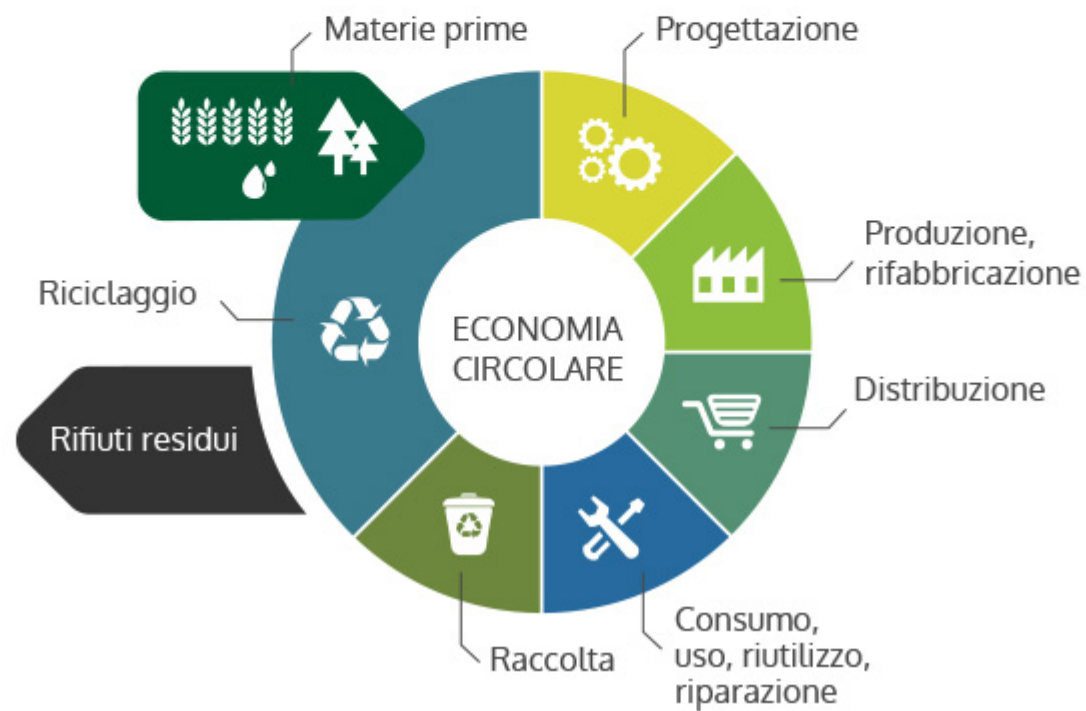 Materie prime
Progettazione
Produzione,
rifabbricazione
Riciclaggio
ECONOMIA
CIRCOLARE
Distribuzione
Rifiuti residui
Consumo,
uso, riutilizzo,
riparazione
Raccolta